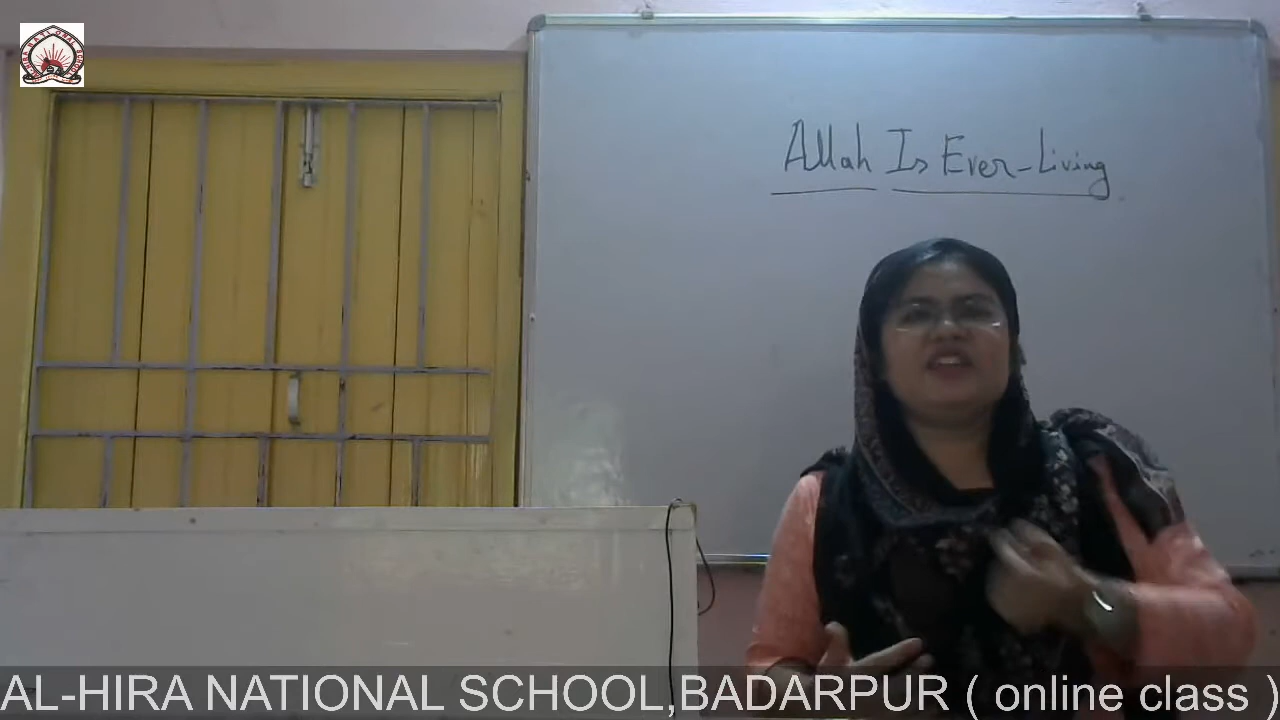 Allah Is Ever-Living
AL-HIRA NATIONAL SCHOOL,BADARPUR ( online class )